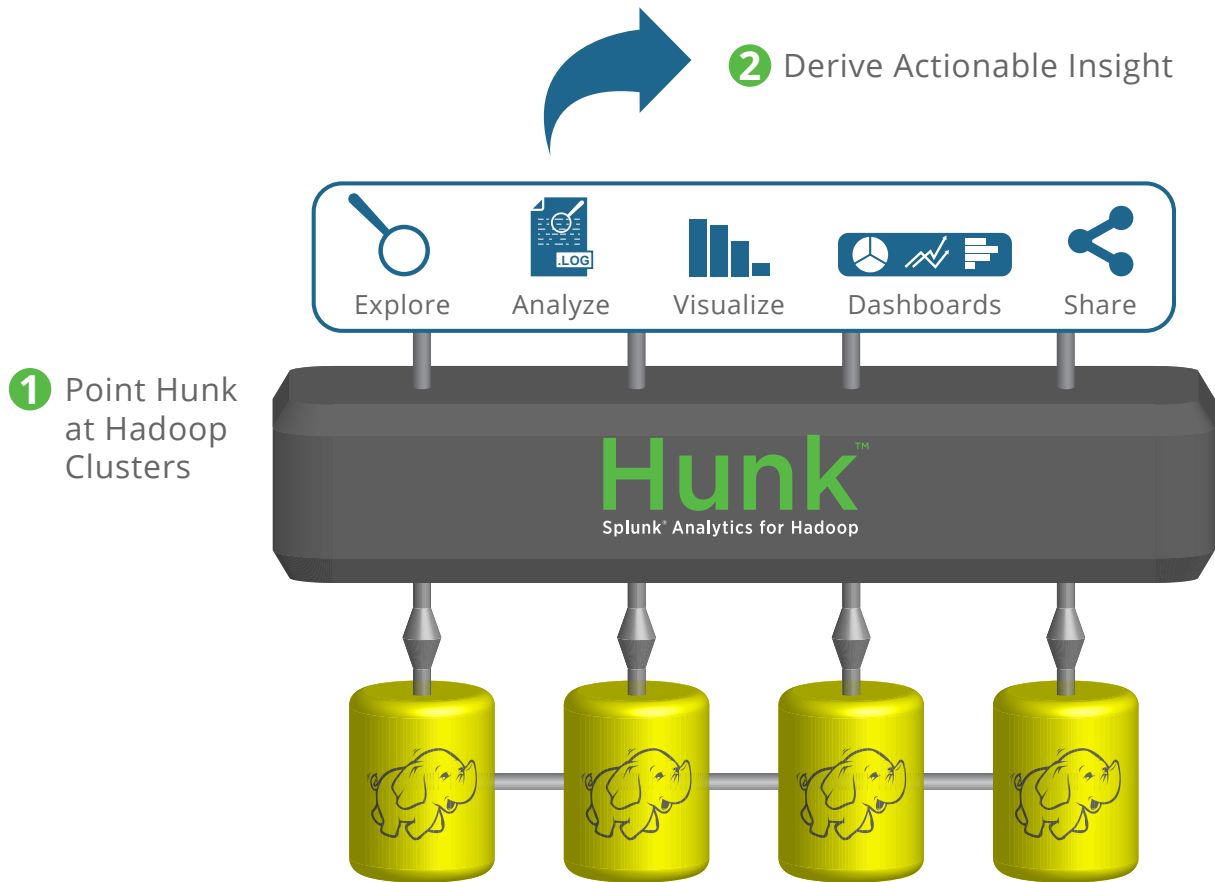 2 Derive Actionable Insight
.LOG
Explore Analyze Visualize Dashboards Share
1 Point Hunk
at Hadoop
Clusters
Hunk™
Splunk® Analytics for Hadoop